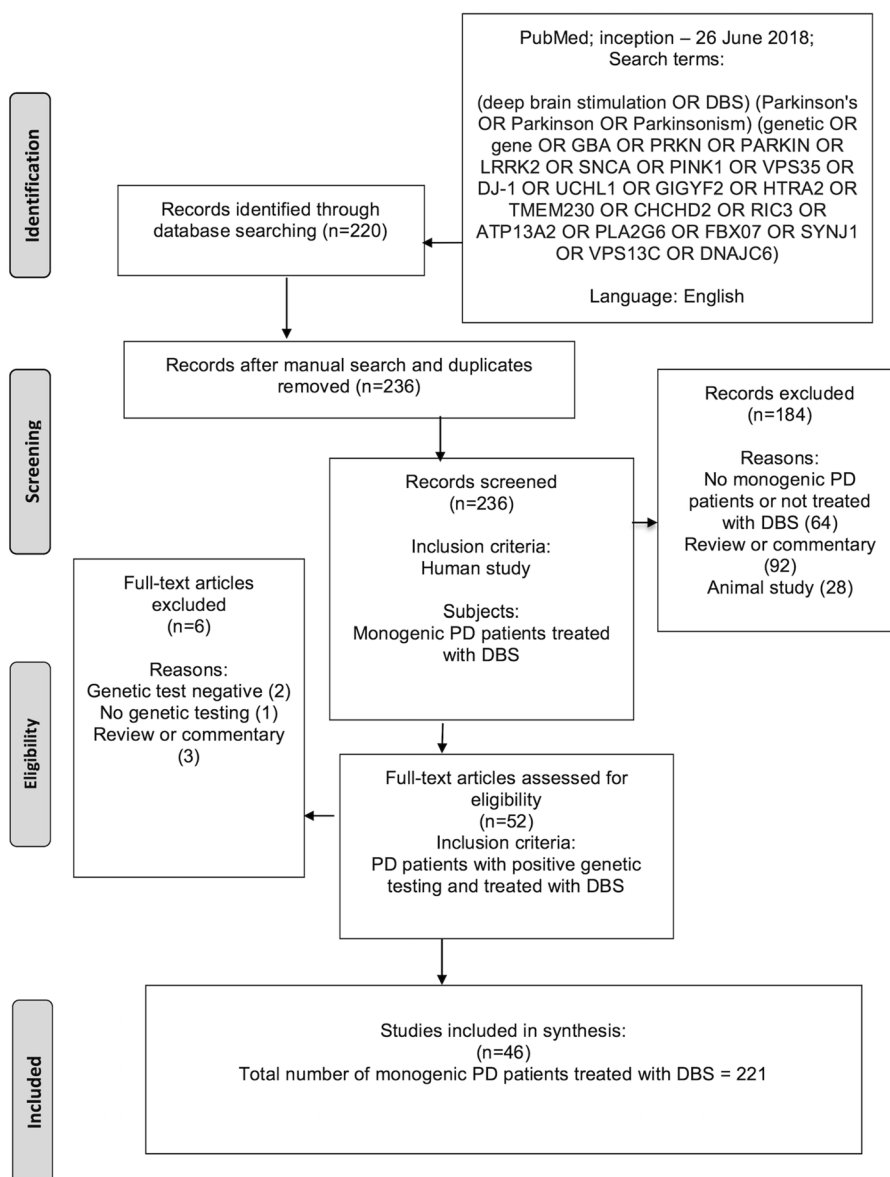 PubMed; inception – 26 June 2018;
Search terms:
(deep brain stimulation OR DBS) (Parkinson's
OR Parkinson OR Parkinsonism) (genetic OR
gene OR GBA OR PRKN OR PARKIN OR
LRRK2 OR SNCA OR PINK1 OR VPS35 OR
DJ-1 OR UCHL1 OR GIGYF2 OR HTRA2 OR
TMEM230 OR CHCHD2 OR RIC3 OR
ATP13A2 OR PLA2G6 OR FBX07 OR SYNJ1
OR VPS13C OR DNAJC6)
Language: English
Identification
Records identified through
database searching (n=220)
Records after manual search and duplicates
removed (n=236)
Screening
Records screened
(n=236)
Inclusion criteria:
Human study
Subjects:
Monogenic PD patients treated
with DBS
Records excluded
(n=184)
Reasons:
No monogenic PD
patients or not treated
with DBS (64)
Review or commentary
(92)
Animal study (28)
Full-text articles
excluded
(n=6)
Reasons:
Genetic test negative (2)
No genetic testing (1)
Review or commentary
(3)
Eligibility
Full-text articles assessed for
eligibility
(n=52)
Inclusion criteria:
PD patients with positive genetic
testing and treated with DBS
Included
Studies included in synthesis:
(n=46)
Total number of monogenic PD patients treated with DBS = 221